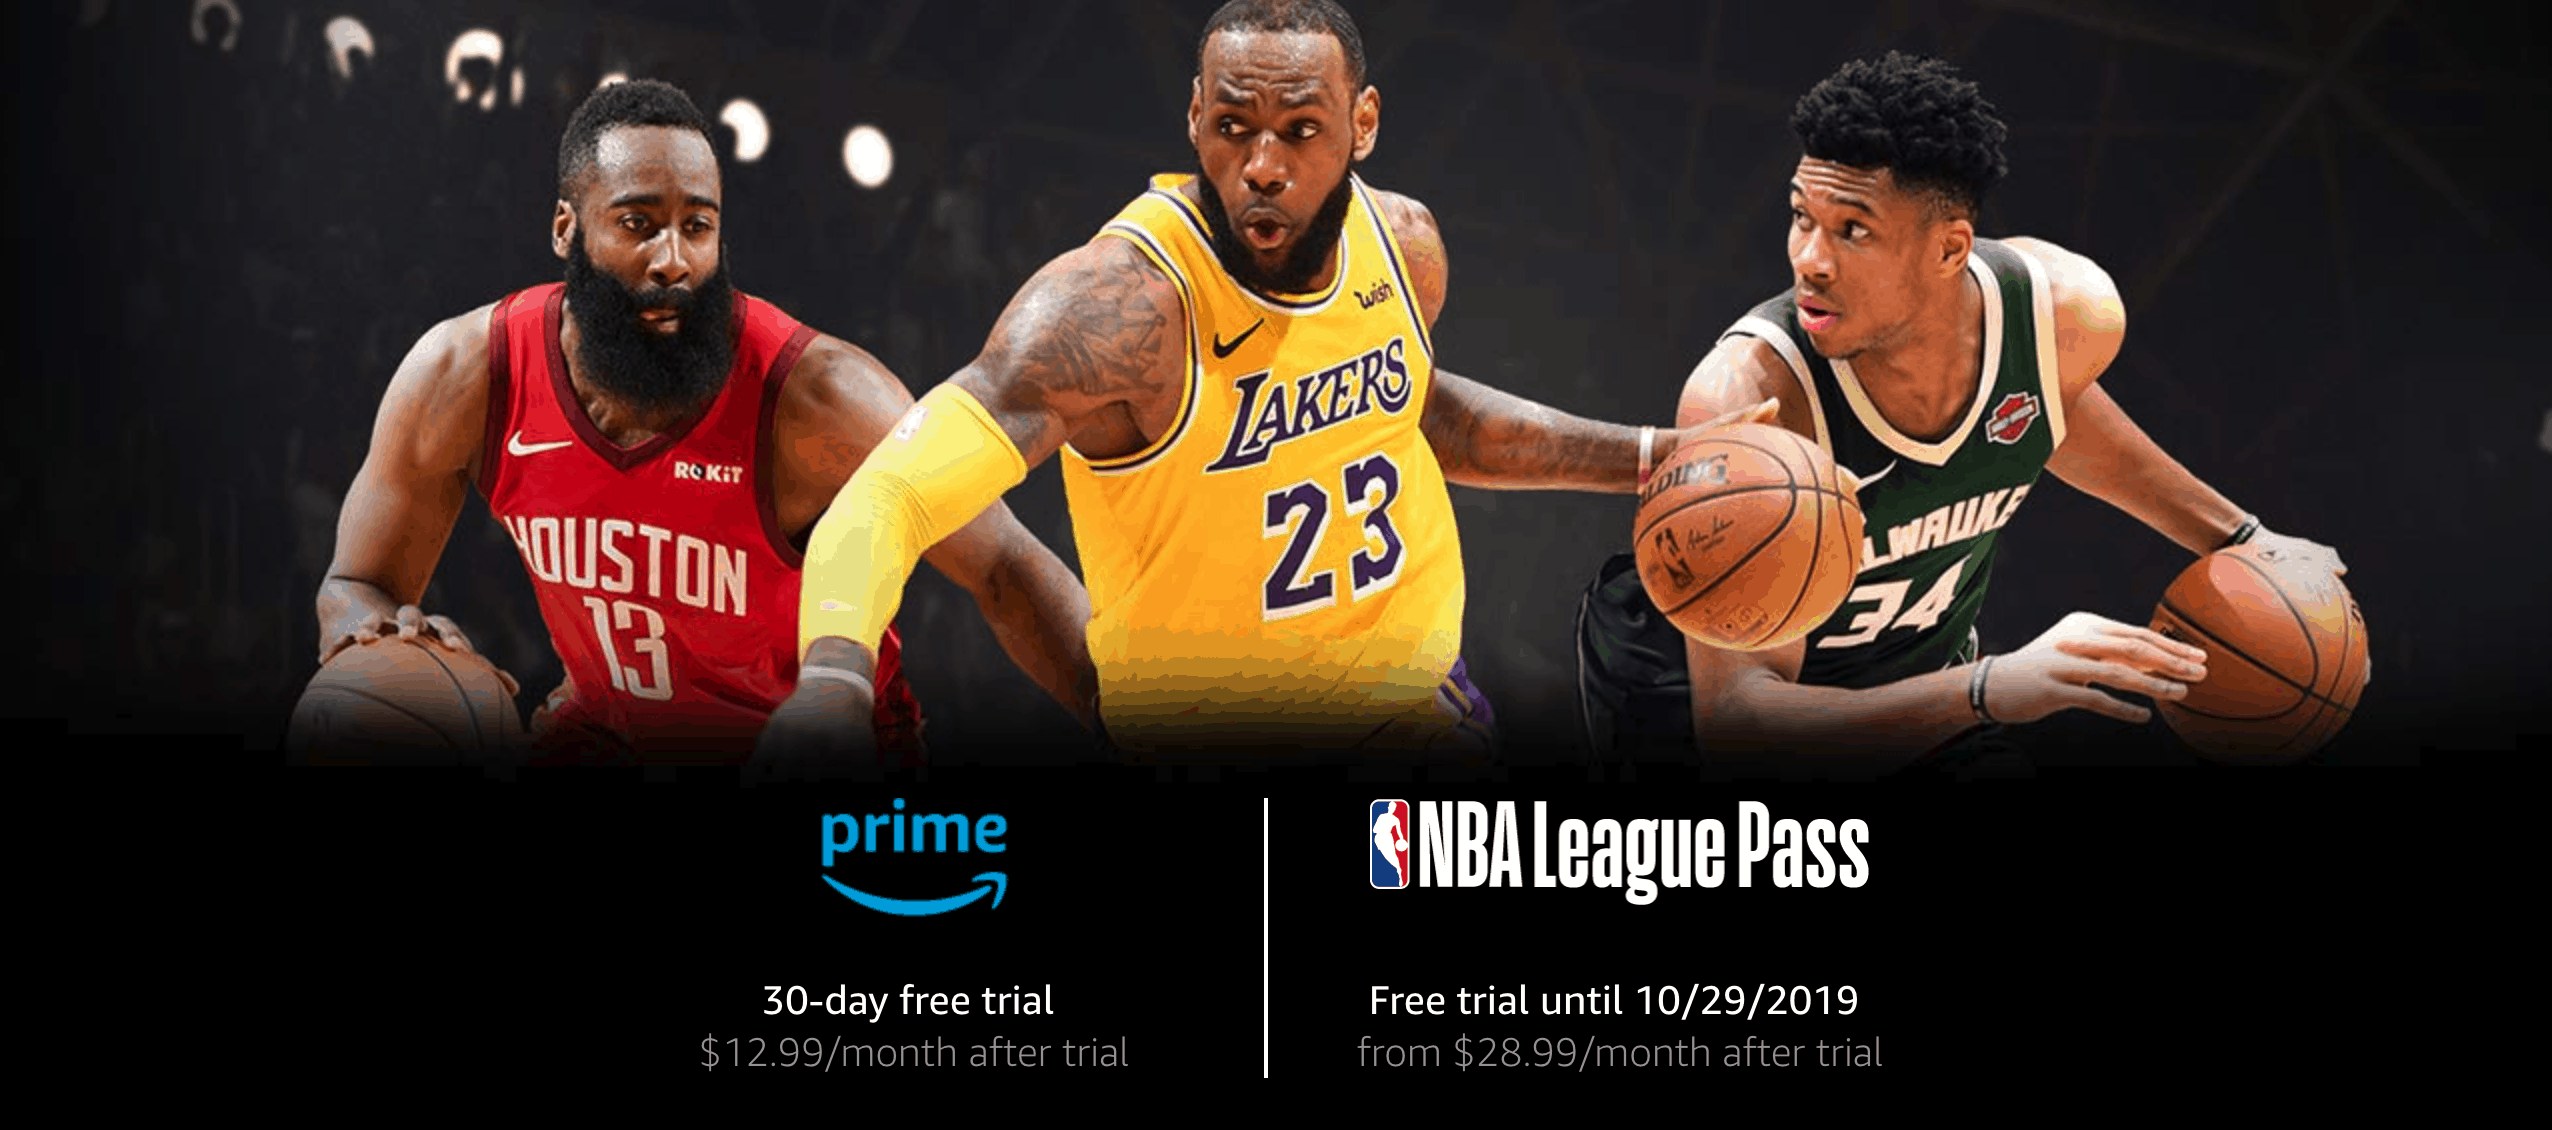 wish
ROKiT
LAKERS
23
HOUSTON
13
34
prime
NBA League Pass
30-day free trial
$12.99/month after trial
Free trial until 10/29/2019
from $28.99/month after trial